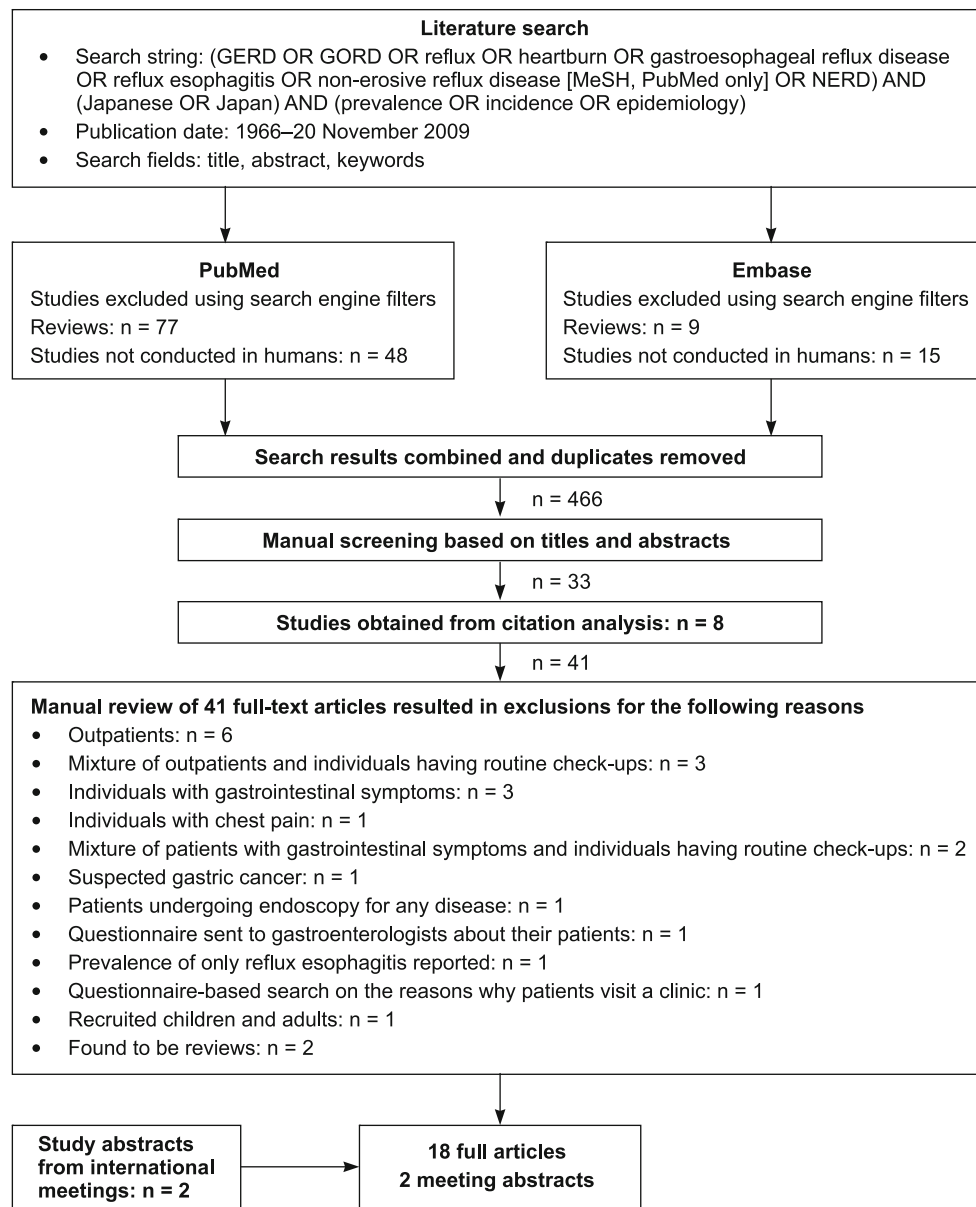 Literature search
• Search string: (GERD OR GORD OR reflux OR heartburn OR gastroesophageal reflux disease
OR reflux esophagitis OR non-erosive reflux disease [MeSH, PubMed only] OR NERD) AND
(Japanese OR Japan) AND (prevalence OR incidence OR epidemiology)
• Publication date: 1966–20 November 2009
• Search fields: title, abstract, keywords
PubMed
Studies excluded using search engine filters
Reviews: n = 77
Studies not conducted in humans: n = 48
Embase
Studies excluded using search engine filters
Reviews: n = 9
Studies not conducted in humans: n = 15
Search results combined and duplicates removed
n = 466
Manual screening based on titles and abstracts
n = 33
Studies obtained from citation analysis: n = 8
n = 41
Manual review of 41 full-text articles resulted in exclusions for the following reasons
• Outpatients: n = 6
• Mixture of outpatients and individuals having routine check-ups: n = 3
• Individuals with gastrointestinal symptoms: n = 3
• Individuals with chest pain: n = 1
• Mixture of patients with gastrointestinal symptoms and individuals having routine check-ups: n = 2
• Suspected gastric cancer: n = 1
• Patients undergoing endoscopy for any disease: n = 1
• Questionnaire sent to gastroenterologists about their patients: n = 1
• Prevalence of only reflux esophagitis reported: n = 1
• Questionnaire-based search on the reasons why patients visit a clinic: n = 1
• Recruited children and adults: n = 1
• Found to be reviews: n = 2
Study abstracts
from international
meetings: n = 2
18 full articles
2 meeting abstracts